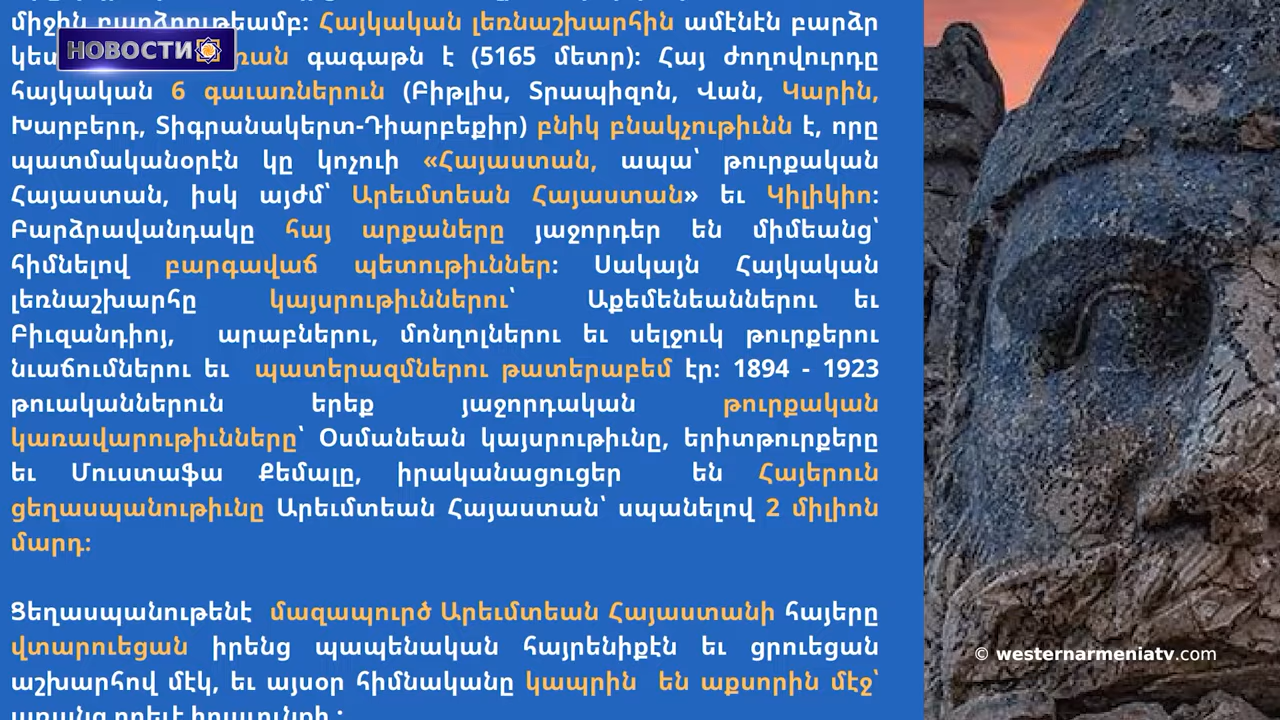 միջին բարձրութեամբ։ Հայկական լեռնաշխարհին ամէնէն բարձր
НОВОСТИ
գագաթն է (5165 մետր)։ Հայ ժողովուրդը
հայկական 6 գաւառներուն (Բիթլիս, Տրապիզոն, Վան, Կարին,
Խարբերդ, Տիգրանակերտ-Դիարբեքիր) բնիկ բնակչութիւնն է, որը
պատմականօրէն կը կոչուի «Հայաստան, ապա՝ թուրքական
Հայաստան, իսկ այժմ՝ Արեւմտեան Հայաստան» եւ Կիլիկիο։
Բարձրավանդակը հայ արքաները յաջորդեր են միմեանց՝
հիմնելով բարգավաճ պետութիւններ։ Սակայն Հայկական
լեռնաշխարհը կայսրութիւններու՝ Աքեմենեաններու եւ
Բիւզանդիոյ, արաբներու, մոնղոլներու եւ սելջուկ թուրքերու
նւաճումներու եւ պատերազմներու թատերաբեմ էր։ 1894 - 1923
թուականներուն երեք յաջորդական թուրքական
կառավարութիւնները՝ Օսմանեան կայսրութիւնը, երիտթուրքերը
եւ Մուստաֆա Քեմալը, իրականացուցեր են Հայերուն
ցեղասպանութիւնը Արեւմտեան Հայաստան՝ սպանելով 2 միլիոն
մարդ։
Ցեղասպանութենէ մազապուրծ Արեւմտեան Հայաստանի հայերը
վտարուեցան իրենց պապենական հայրենիքէն եւ ցրուեցան
աշխարհով մէկ, եւ այսօր հիմնականը կապրին են աքսորին մէջ՝
© westernarmeniatv.com